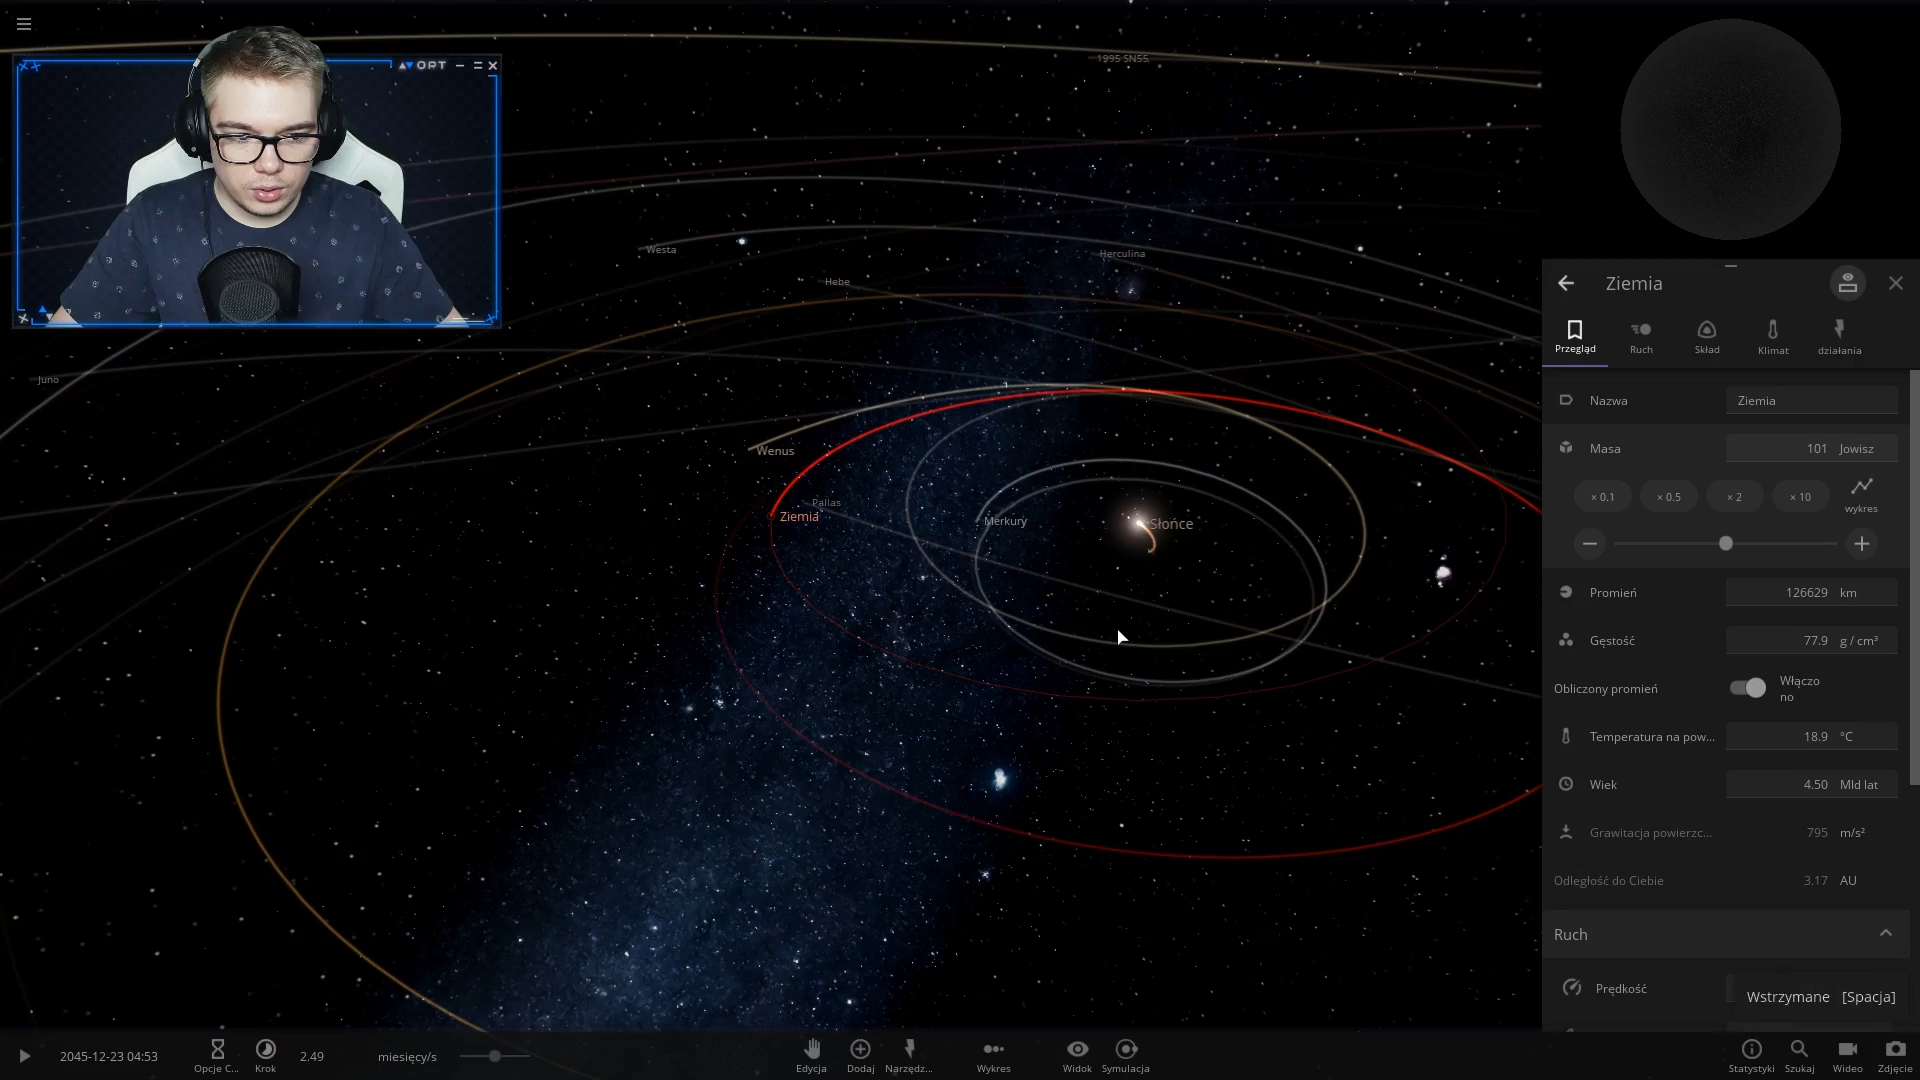 OPT
1995 SN55
Westa
Herculina
Hebe
Juno
Wenus
Pallas
Ziemia
Merkury
Słońce
Ziemia
Przegląd
Ruch
Skład
Klimat
działania
Nazwa
Ziemia
Masa
101 Jowisz
× 0.1
× 0.5
× 2
× 10
wykres
Promień
126629 km
Gęstość
77.9 g / cm³
Obliczony promień
Włączo
no
Temperatura na pow...
18.9 °C
Wiek
4.50 Mld lat
Grawitacja powierzc...
795 m/s²
Odległość do Ciebie
3.17 AU
Ruch
Prędkość
Wstrzymane [Spacja]
2045-12-23 04:53
Opcje C...
Krok
2.49
miesięcy/s
Edycja
Dodaj
Narzędz...
Wykres
Widok
Symulacja
Statystyki
Szukaj
Wideo
Zdjęcie